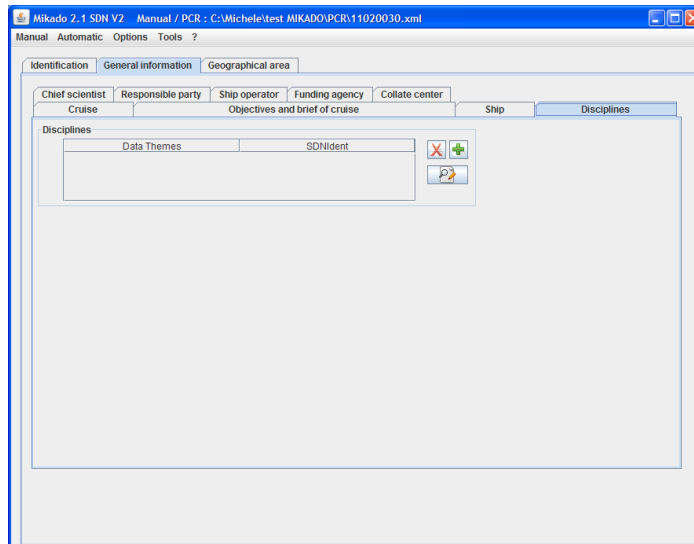 Mikado 2.1 SDN V2 Manual / PCR : C:\Michele\test MIKADO\PCR\11020030.xml
Manual Automatic Options Tools ?
Identification General information Geographical area
Chief scientist Responsible party Ship operator Funding agency Collate center
Cruise Objectives and brief of cruise Ship Disciplines
Disciplines
Data Themes SDNIdent